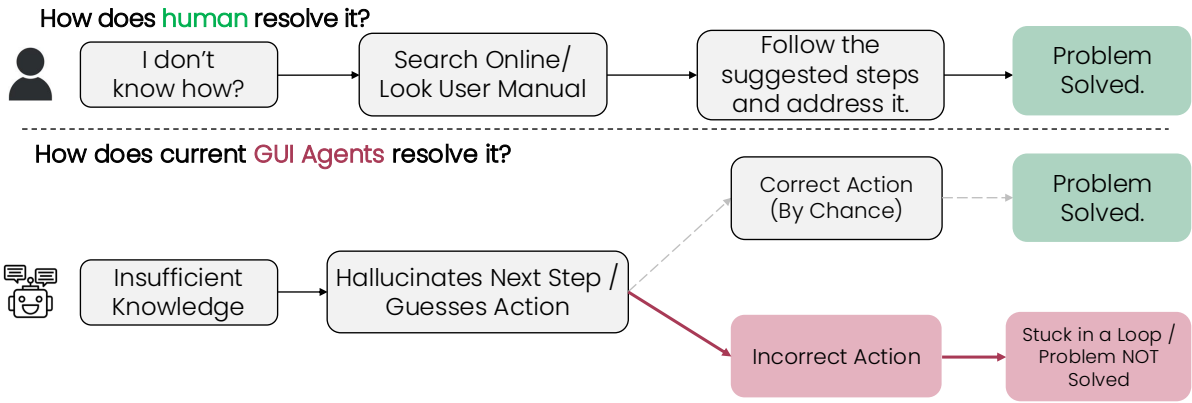 How does human resolve it?
I don't
know how?
Search Online/
Look User Manual
Follow the
suggested steps
and address it.
Problem
Solved.
How does current GUI Agents resolve it?
Insufficient
Knowledge
Hallucinates Next Step /
Guesses Action
Correct Action
(By Chance)
Problem
Solved.
Incorrect Action
Stuck in a Loop /
Problem NOT
Solved